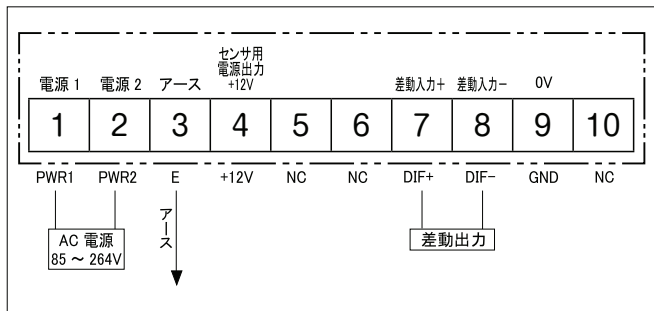 センサ用
電源出力
+12V
電源 1 電源 2 アース 差動入力+ 差動入力− 0V
1 2 3 4 5 6 7 8 9 10
PWR1 PWR2 E +12V NC NC DIF+ DIF- GND NC
アース
AC 電源
85 ～ 264V
差動出力